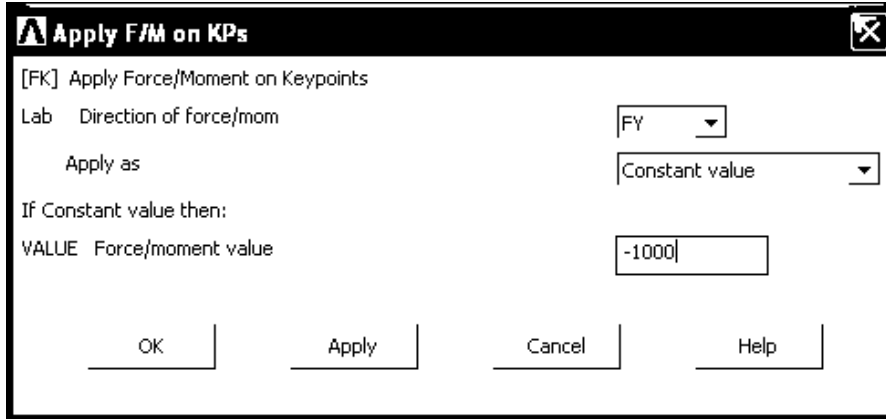 Apply F/M on KPs
[FK] Apply Force/Moment on Keypoints
Lab Direction of force/mom FY
Apply as Constant value
If Constant value then:
VALUE Force/moment value -1000
OK Apply Cancel Help